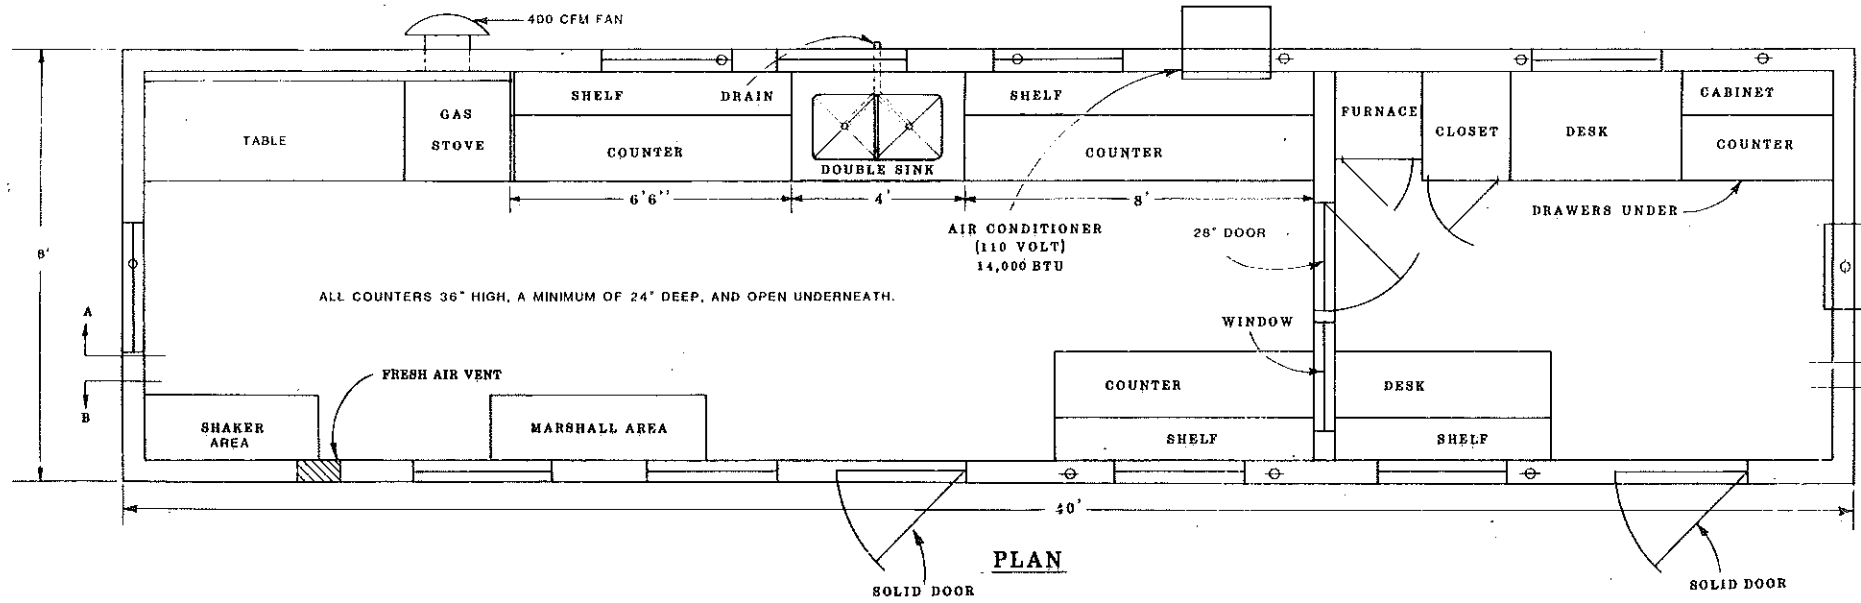 400 CFM FAN
SHELF
DRAIN
SHELF
CABINET
GAS
STOVE
FURNACE
CLOSET
DESK
TABLE
COUNTER
COUNTER
COUNTER
DOUBLE SINK
6'6"
4'
8'
DRAWERS UNDER
AIR CONDITIONER
(110 VOLT)
14,000 BTU
28" DOOR
8'
ALL COUNTERS 36" HIGH, A MINIMUM OF 24" DEEP, AND OPEN UNDERNEATH.
A
WINDOW
FRESH AIR VENT
COUNTER
DESK
B
SHAKER
AREA
MARSHALL AREA
SHELF
SHELF
40'
PLAN
SOLID DOOR
SOLID DOOR